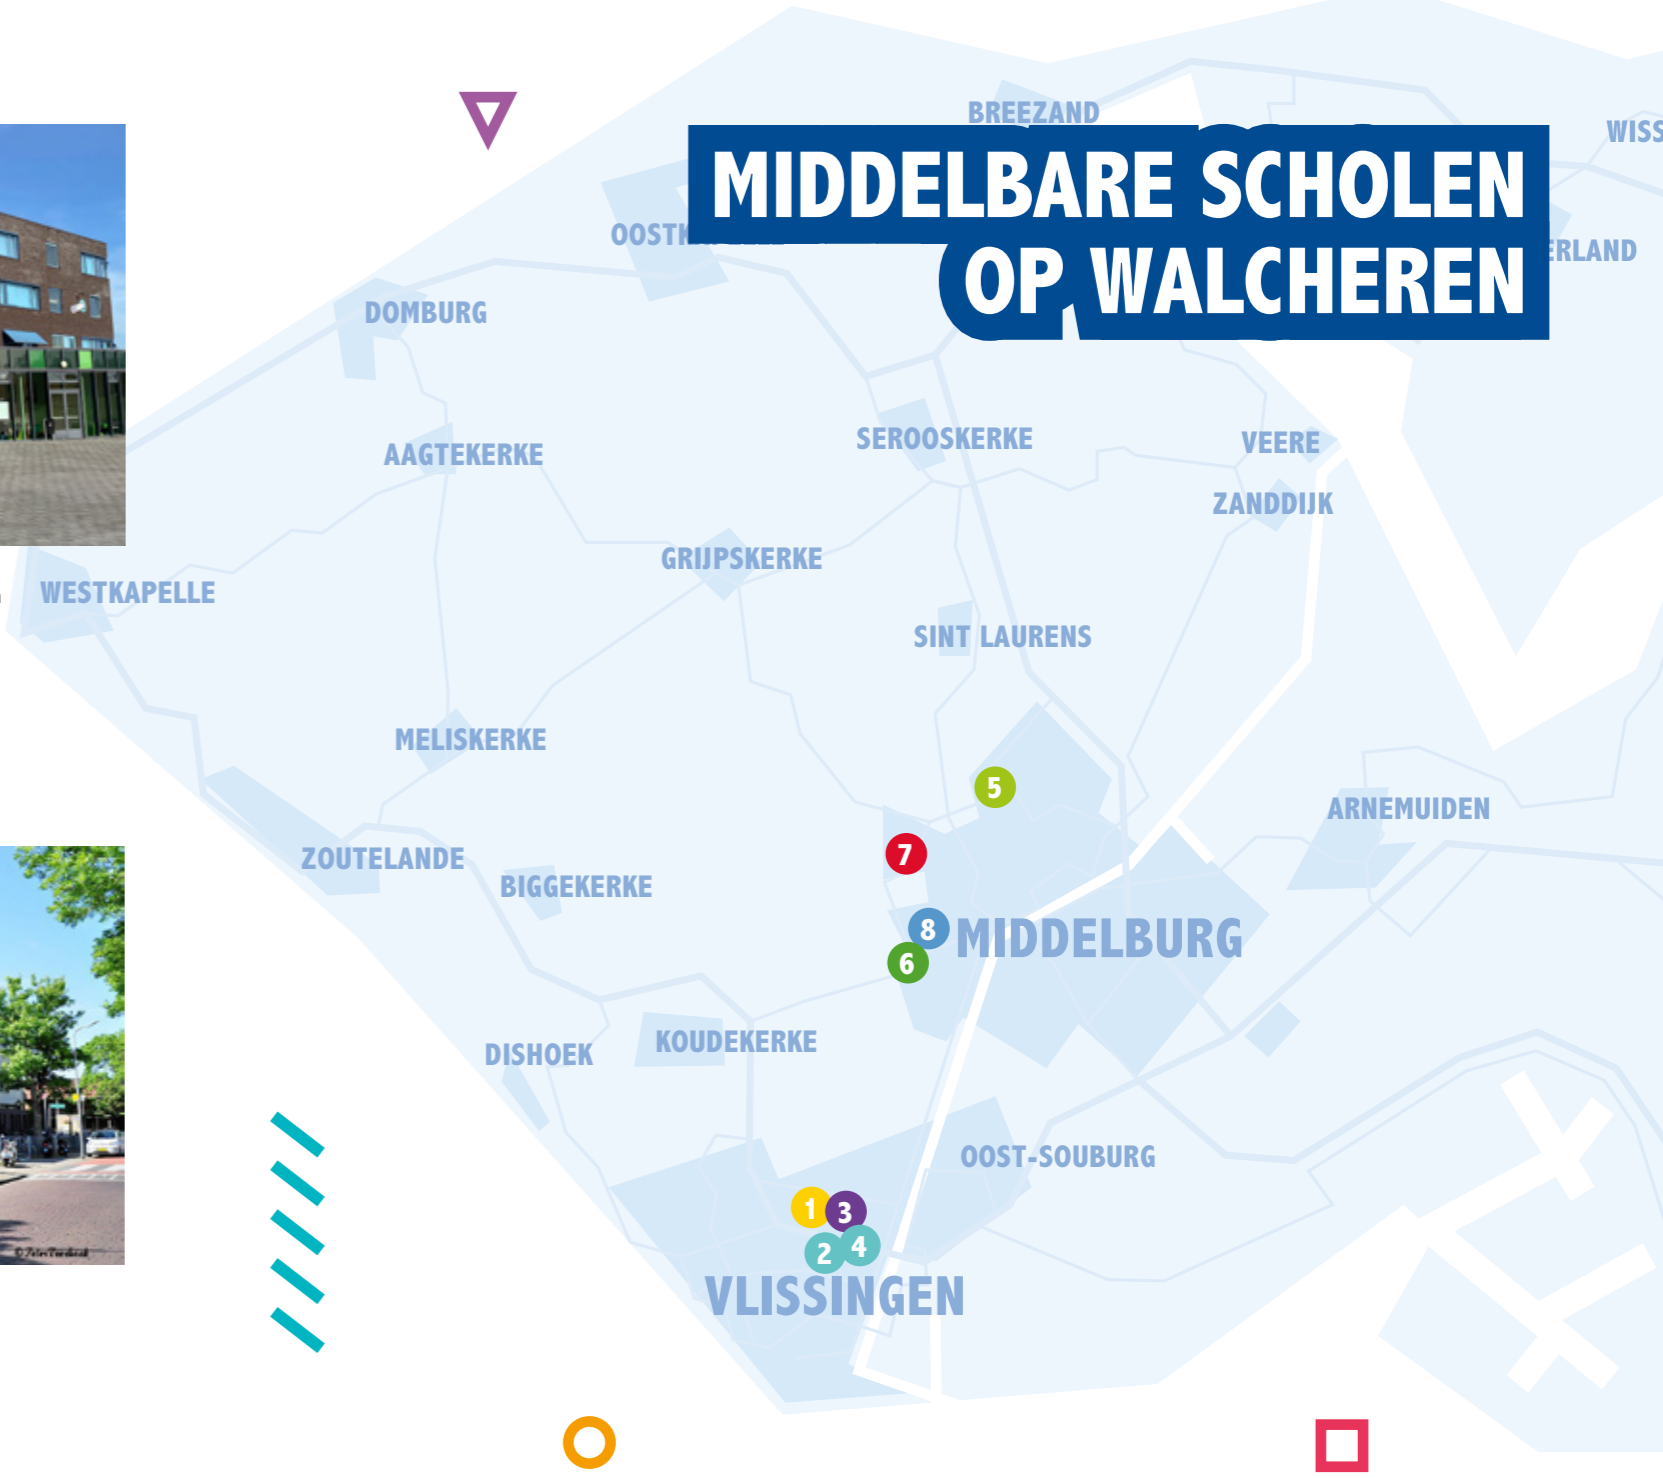 BREEZAND
WISS
MIDDELBARE SCHOLEN
OP WALCHEREN
ERLAND
DOMBURG
SEROOSKERKE
VEERE
AAGTEKERKE
ZANDDIJK
GRIJPSKERKE
WESTKAPELLE
SINT LAURENS
MELISKERKE
5
ARNEMUIDEN
7
ZOUTELANDE
BIGGEKERKE
8
MIDDELBURG
6
KOUDEKERKE
DISHOEK
OOST-SOUBURG
1
3
2
4
VLISSINGEN